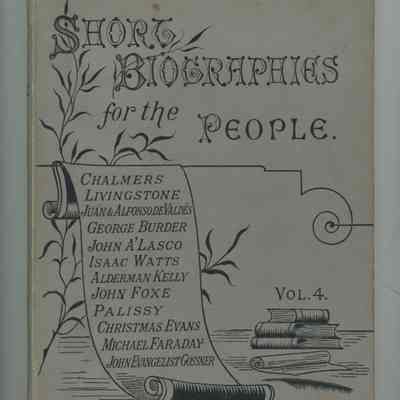 SHORT
BIOGRAPHIES
for the
PEOPLE.
CHALMERS
LIVINGSTONE
JUAN & ALFONSO.DE VALDÉS
GEORGE BURDER
JOHN A'LASCO
ISAAC WATTS
ALDERMAN KELLY
JOHN FOXE
PALISSY
CHRISTMAS EVANS
MICHAEL FARADAY
JOHN EVANGELIST GOSSNER
VOL. 4.